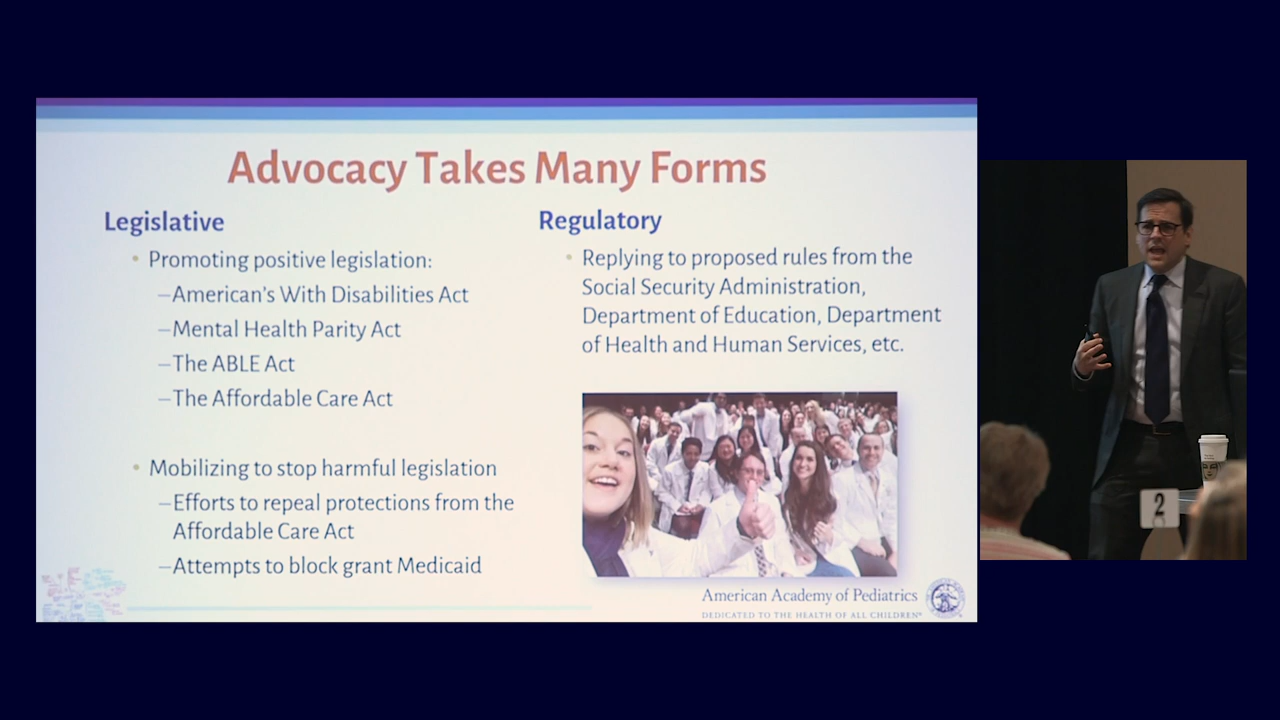 Advocacy Takes Many Forms
Legislative
• Promoting positive legislation:
–American's With Disabilities Act
–Mental Health Parity Act
–The ABLE Act
–The Affordable Care Act
• Mobilizing to stop harmful legislation
–Efforts to repeal protections from the
Affordable Care Act
–Attempts to block grant Medicaid
Regulatory
• Replying to proposed rules from the
Social Security Administration,
Department of Education, Department
of Health and Human Services, etc.
American Academy of Pediatrics
DEDICATED TO THE HEALTH OF ALL CHILDREN®
2